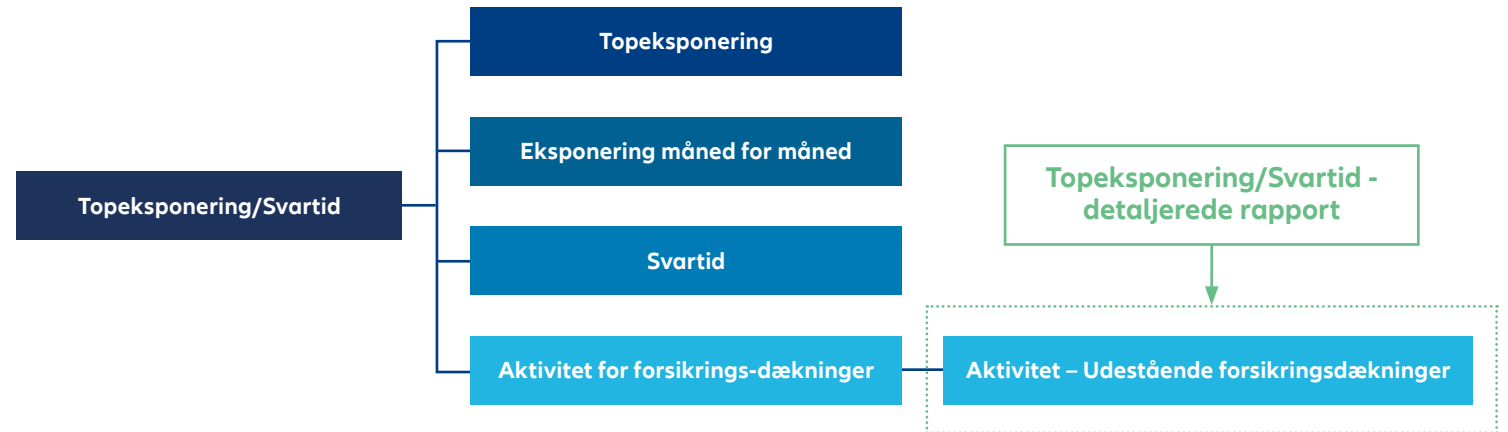 Topeksponering
Eksponering måned for måned
Topeksponering/Svartid -
detaljerede rapport
Topeksponering/Svartid
Svartid
Aktivitet for forsikrings-dækninger
Aktivitet – Udestående forsikringsdækninger